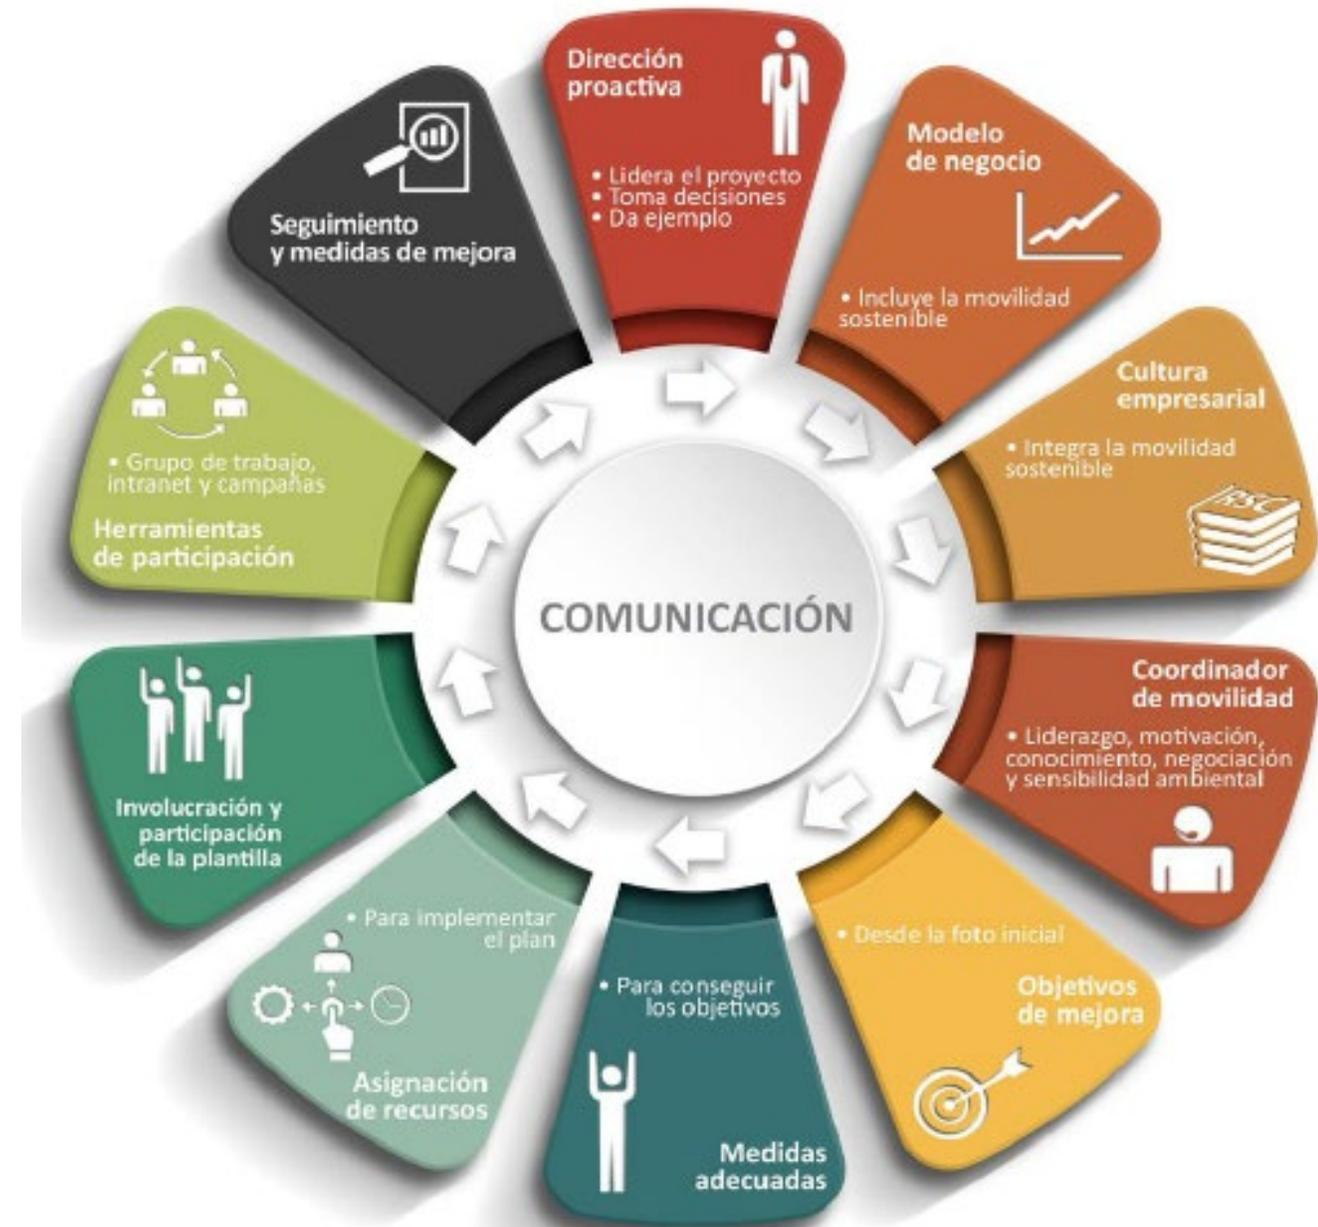 Dirección
proactiva
• Lidera el proyecto
• Toma decisiones
• Da ejemplo
Modelo
de negocio
• Incluye la movilidad
sostenible
Cultura
empresarial
• Integra la movilidad
sostenible
RSC
Coordinador
de movilidad
• Liderazgo, motivación,
conocimiento, negociación
y sensibilidad ambiental
• Desde la foto inicial
Objetivos
de mejora
• Para conseguir
los objetivos
Medidas
adecuadas
• Para implementar
el plan
Asignación
de recursos
Involucración y
participación
de la plantilla
• Grupo de trabajo,
intranet y campañas
Herramientas
de participación
Seguimiento
y medidas de mejora
COMUNICACIÓN